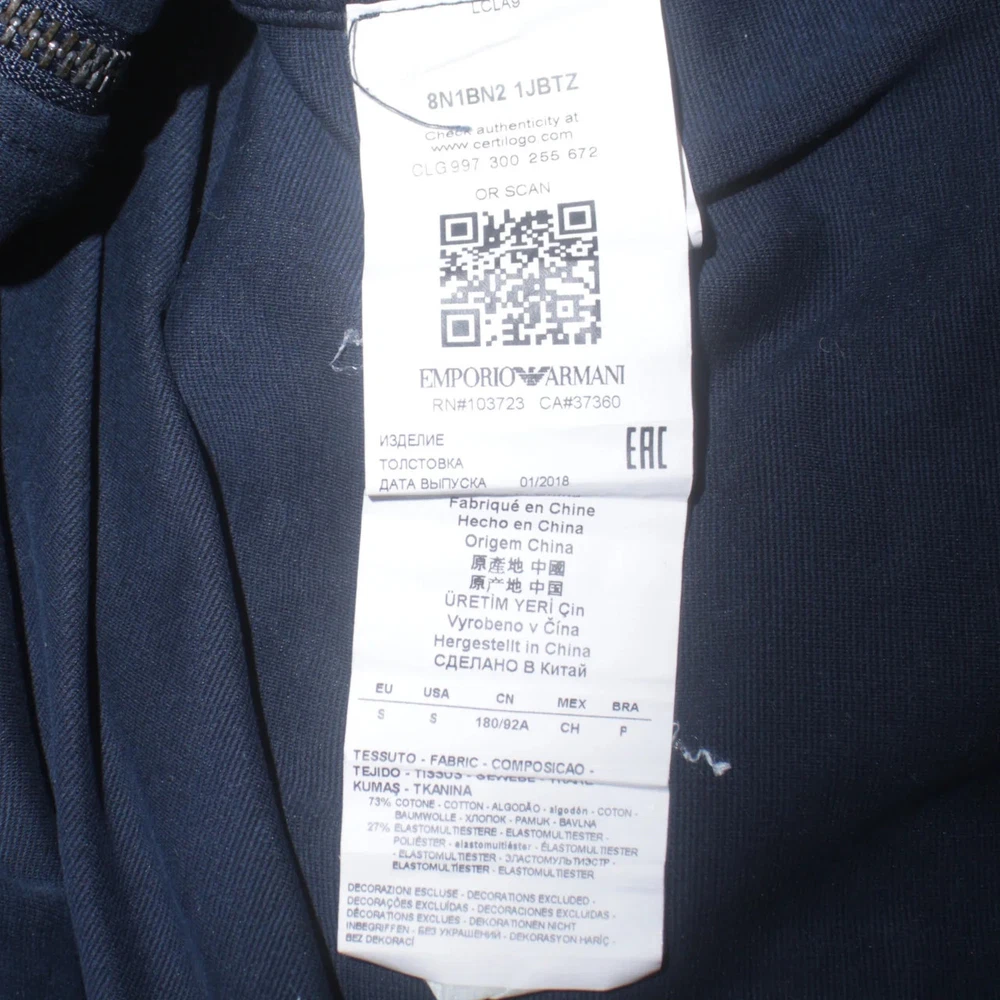 LCLA9
8N1BN2 1JBTZ
Check authenticity at
www.certilogo.com
CLG 997 300 255 672
OR SCAN
EMPORIO ARMANI
RN#103723 CA#37360
ИЗДЕЛИЕ
EAC
ТОЛСТОВКА
ДАТА ВЫПУСКА 01/2018
Fabriqué en Chine
Hecho en China
Origem China
原產地 中國
原产地 中国
ÜRETİM YERİ Çin
Vyrobeno v Čína
Hergestellt in China
СДЕЛАНО В Китай
EU USA CN MEX BRA
S S 180/92A CH P
TESSUTO - FABRIC - COMPOSICAO -
TEJIDO - TISSUS -
KUMAŞ - TKANINA
73% COTONE - COTTON - ALGODÃO - algodón - COTON -
BAUMWOLLE - ХЛОПОК - PAMUK - BAVLNA
27% ELASTOMULTIESTERE - ELASTOMULTIESTER -
POLIÉSTER - elastomultiéster - ÉLASTOMULTIESTER
- ELASTOMULTIESTER - ЭЛАСТОМУЛЬТИЭСТР -
ELASTOMULTIESTER - ELASTOMULTIESTER
DECORAZIONI ESCLUSE - DECORATIONS EXCLUDED -
DECORAÇÕES EXCLUÍDAS - DECORACIONES EXCLUIDAS -
DÉCORATIONS EXCLUES - DEKORATIONEN NICHT
INBEGRIFFEN - БЕЗ УКРАШЕНИЙ - DEKORASYON HARİÇ -
BEZ DEKORACÍ